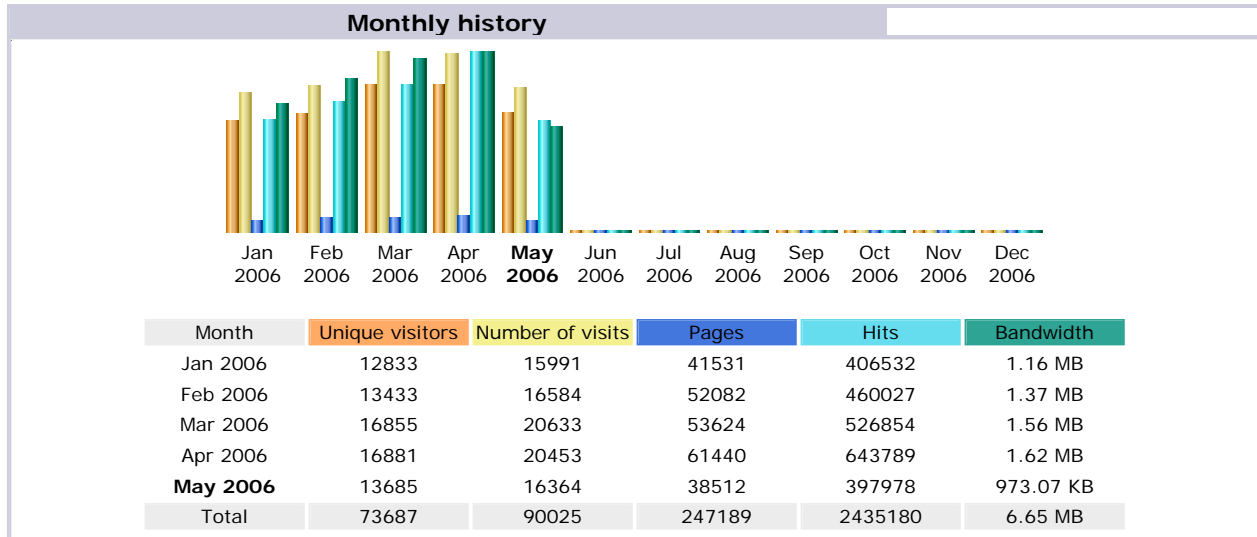 Monthly history
Jan Feb Mar Apr May Jun Jul Aug Sep Oct Nov Dec
2006 2006 2006 2006 2006 2006 2006 2006 2006 2006 2006 2006
Month Unique visitors Number of visits Pages Hits Bandwidth
Jan 2006 12833 15991 41531 406532 1.16 MB
Feb 2006 13433 16584 52082 460027 1.37 MB
Mar 2006 16855 20633 53624 526854 1.56 MB
Apr 2006 16881 20453 61440 643789 1.62 MB
May 2006 13685 16364 38512 397978 973.07 KB
Total 73687 90025 247189 2435180 6.65 MB